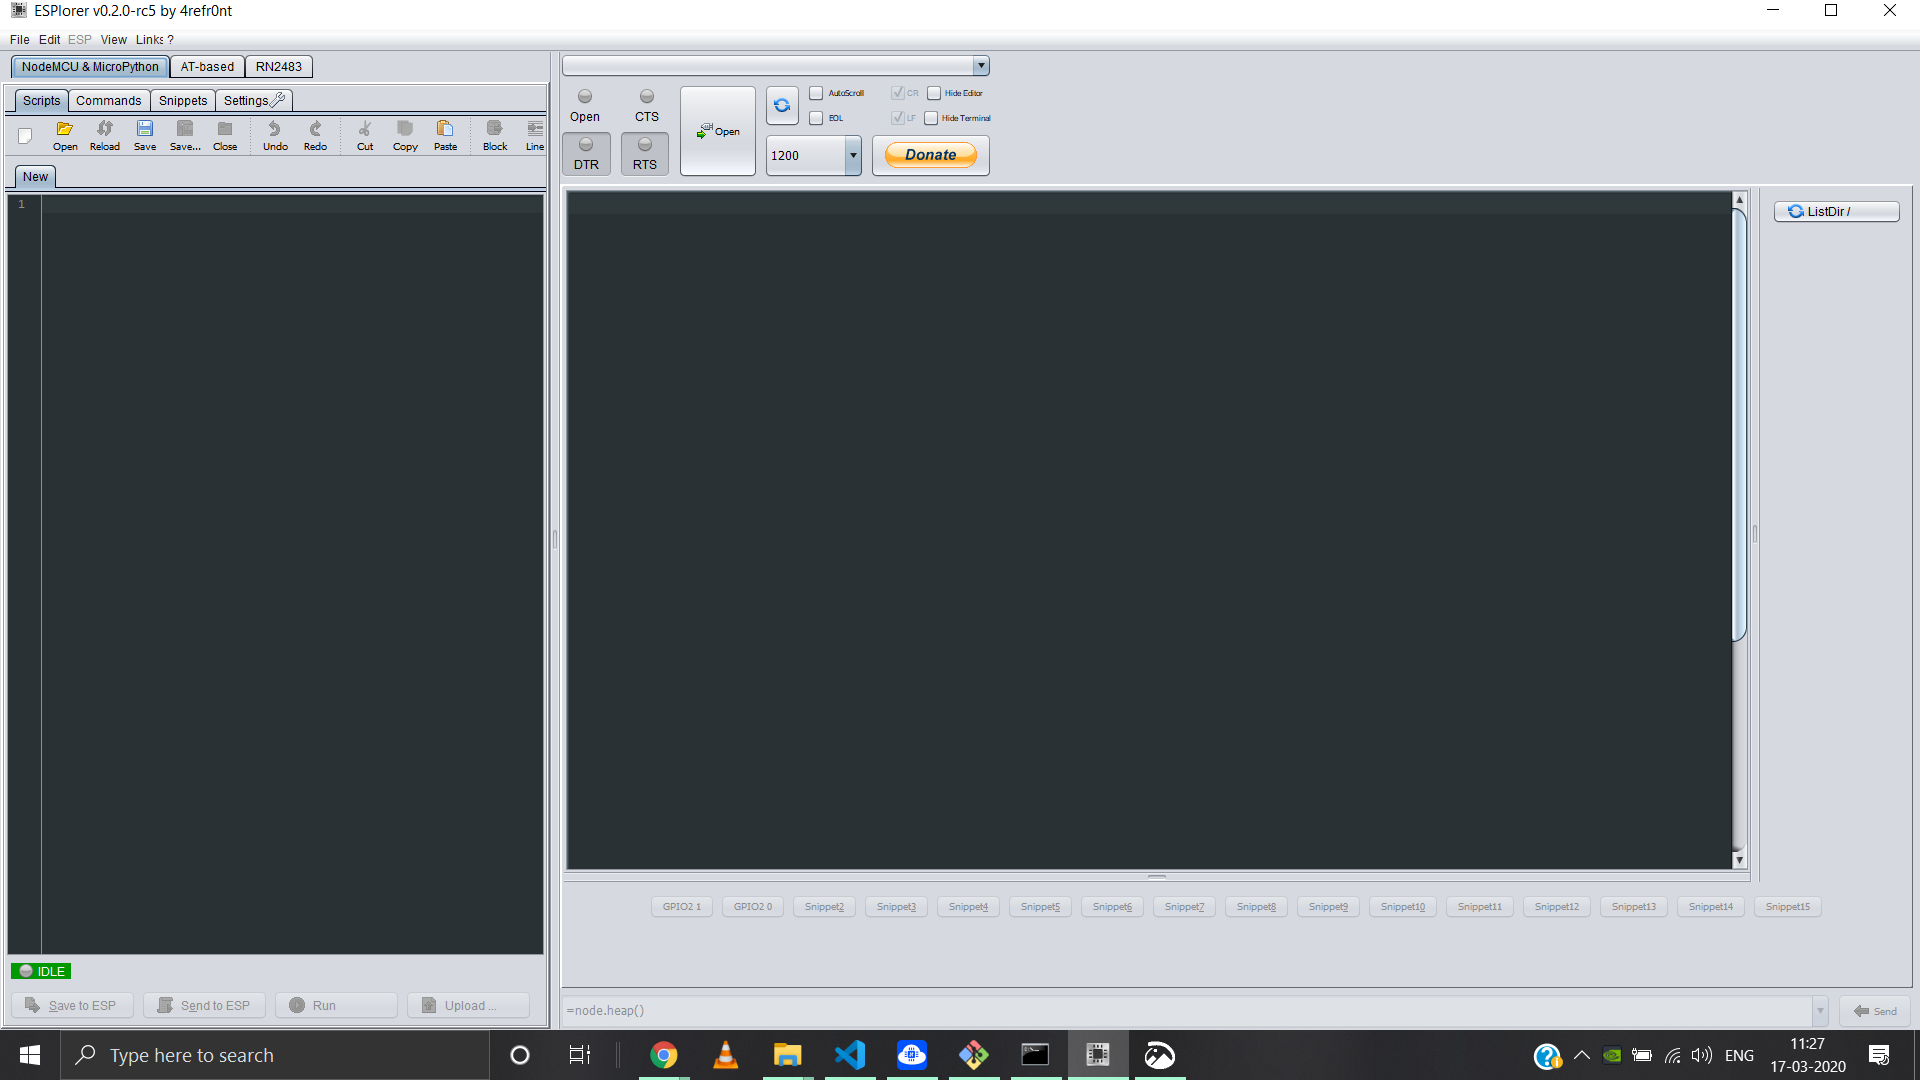 ESPlorer v0.2.0-rc5 by 4refr0nt
File Edit ESP View Links ?
NodeMCU & MicroPython AT-based RN2483
Scripts Commands Snippets Settings
Open Reload Save Save... Close Undo Redo Cut Copy Paste Block Line
New
1
IDLE
Save to ESP Send to ESP Run Upload ...
Open CTS
DTR RTS
Open
AutoScroll CR Hide Editor
EOL LF Hide Terminal
1200
Donate
ListDir /
GPIO2 1 GPIO2 0 Snippet2 Snippet3 Snippet4 Snippet5 Snippet6 Snippet7 Snippet8 Snippet9 Snippet10 Snippet11 Snippet12 Snippet13 Snippet14 Snippet15
=node.heap() Send
Type here to search
ENG
11:27
17-03-2020